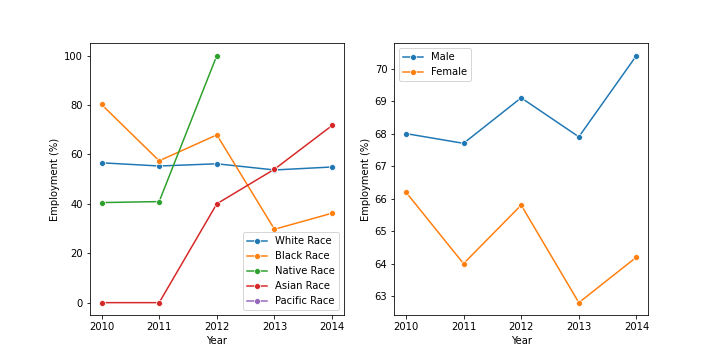 100
80
60
40
20
0
Employment (%)
2010 2011 2012 2013 2014
Year
White Race
Black Race
Native Race
Asian Race
Pacific Race
70
69
68
67
66
65
64
63
Employment (%)
2010 2011 2012 2013 2014
Year
Male
Female